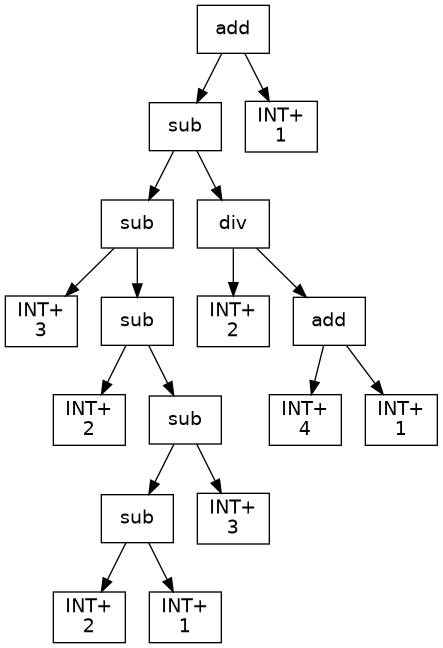 add
sub
INT+
1
sub
div
INT+
3
sub
INT+
2
add
INT+
2
sub
INT+
4
INT+
1
sub
INT+
3
INT+
2
INT+
1